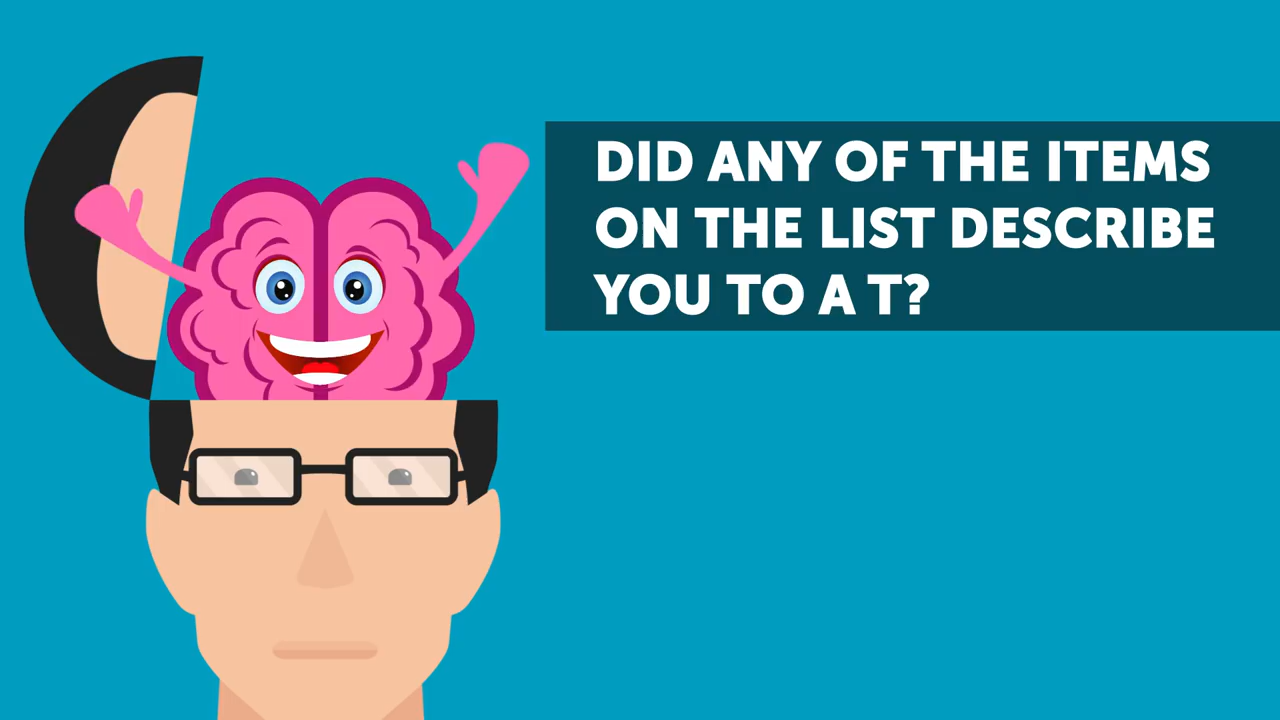 DID ANY OF THE ITEMS
ON THE LIST DESCRIBE
YOU TO A T?